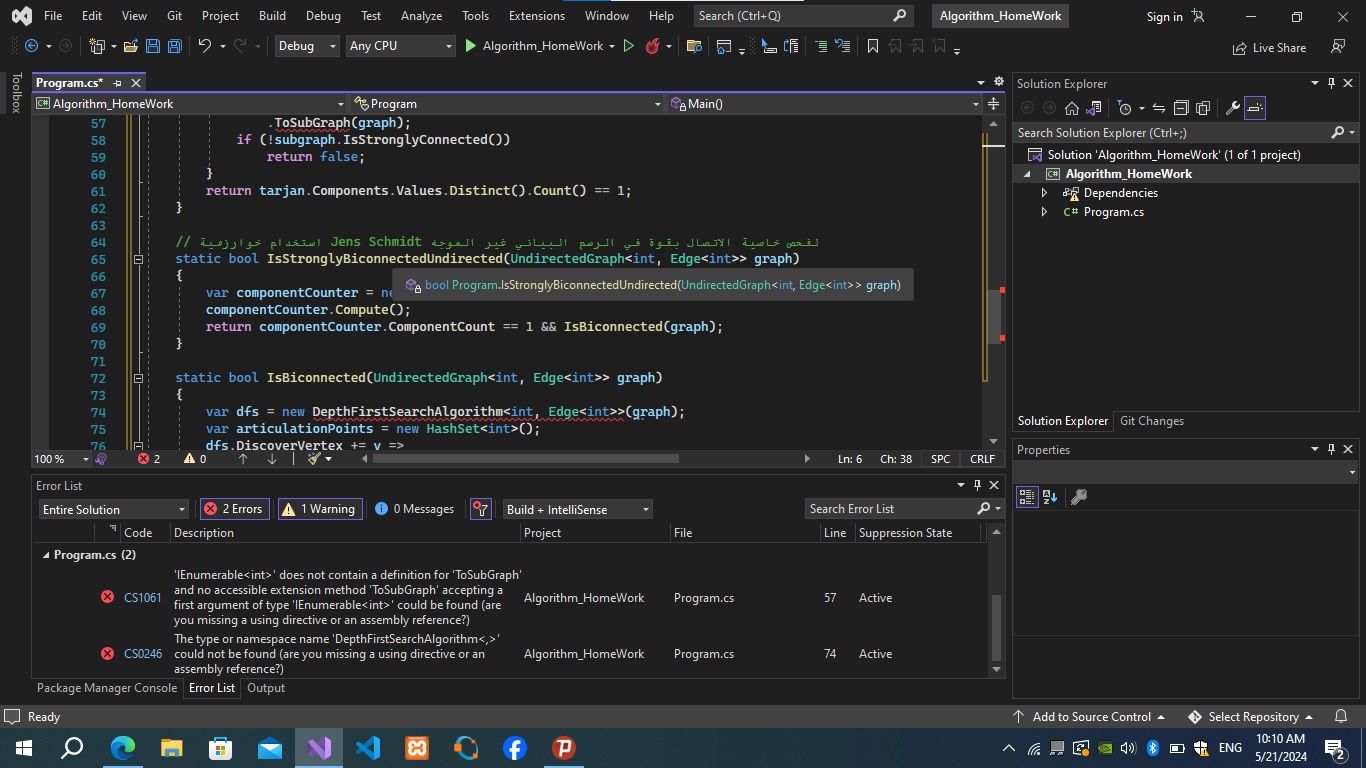 File Edit View Git Project Build Debug Test Analyze Tools Extensions Window Help Search (Ctrl+Q) Algorithm_HomeWork Sign in
Debug Any CPU Algorithm_HomeWork Live Share
Toolbox
Program.cs*
Algorithm_HomeWork Program Main()
57 .ToSubGraph(graph);
58 if (!subgraph.IsStronglyConnected())
59 return false;
60 }
61 return tarjan.Components.Values.Distinct().Count() == 1;
62 }
63
64 // استخدام خوارزمية Jens Schmidt لفحص خاصية الاتصال بقوة في الرسم البياني غير الموجه
65 static bool IsStronglyBiconnectedUndirected(UndirectedGraph<int, Edge<int>> graph)
66 {
bool Program.IsStronglyBiconnectedUndirected(UndirectedGraph<int, Edge<int>> graph)
67 var componentCounter = ne
68 componentCounter.Compute();
69 return componentCounter.ComponentCount == 1 && IsBiconnected(graph);
70 }
71
72 static bool IsBiconnected(UndirectedGraph<int, Edge<int>> graph)
73 {
74 var dfs = new DepthFirstSearchAlgorithm<int, Edge<int>>(graph);
75 var articulationPoints = new HashSet<int>();
76 dfs.DiscoverVertex += v =>
100 % 2 0 Ln: 6 Ch: 38 SPC CRLF
Error List
Entire Solution 2 Errors 1 Warning 0 Messages Build + IntelliSense Search Error List
Code Description Project File Line Suppression State
Program.cs (2)
CS1061 'IEnumerable<int>' does not contain a definition for 'ToSubGraph'
and no accessible extension method 'ToSubGraph' accepting a
first argument of type 'IEnumerable<int>' could be found (are
you missing a using directive or an assembly reference?)
Algorithm_HomeWork Program.cs 57 Active
CS0246 The type or namespace name 'DepthFirstSearchAlgorithm<,>'
could not be found (are you missing a using directive or an
assembly reference?)
Algorithm_HomeWork Program.cs 74 Active
Package Manager Console Error List Output
Solution Explorer
Search Solution Explorer (Ctrl+;)
Solution 'Algorithm_HomeWork' (1 of 1 project)
Algorithm_HomeWork
Dependencies
C# Program.cs
Solution Explorer Git Changes
Properties
Ready Add to Source Control Select Repository
ENG 10:10 AM
5/21/2024
2